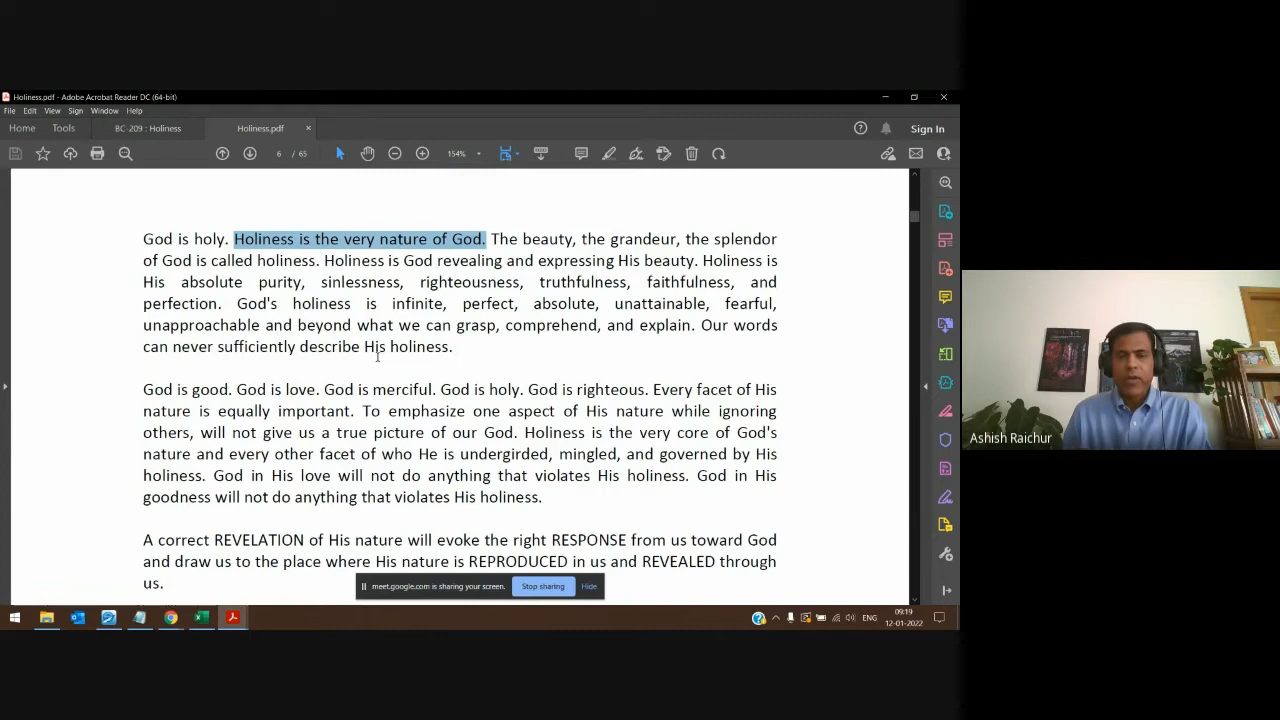 Holiness.pdf - Adobe Acrobat Reader DC (64-bit)
File Edit View Sign Window Help
Home Tools BC-209 : Holiness Holiness.pdf × Sign In
6 / 65 154%
God is holy. Holiness is the very nature of God. The beauty, the grandeur, the splendor
of God is called holiness. Holiness is God revealing and expressing His beauty. Holiness is
His absolute purity, sinlessness, righteousness, truthfulness, faithfulness, and
perfection. God's holiness is infinite, perfect, absolute, unattainable, fearful,
unapproachable and beyond what we can grasp, comprehend, and explain. Our words
can never sufficiently describe His holiness.
God is good. God is love. God is merciful. God is holy. God is righteous. Every facet of His
nature is equally important. To emphasize one aspect of His nature while ignoring
others, will not give us a true picture of our God. Holiness is the very core of God's
nature and every other facet of who He is undergirded, mingled, and governed by His
holiness. God in His love will not do anything that violates His holiness. God in His
goodness will not do anything that violates His holiness.
A correct REVELATION of His nature will evoke the right RESPONSE from us toward God
and draw us to the place where His nature is REPRODUCED in us and REVEALED through
us.
meet.google.com is sharing your screen. Stop sharing Hide
ENG 09:19
12-01-2022
Ashish Raichur